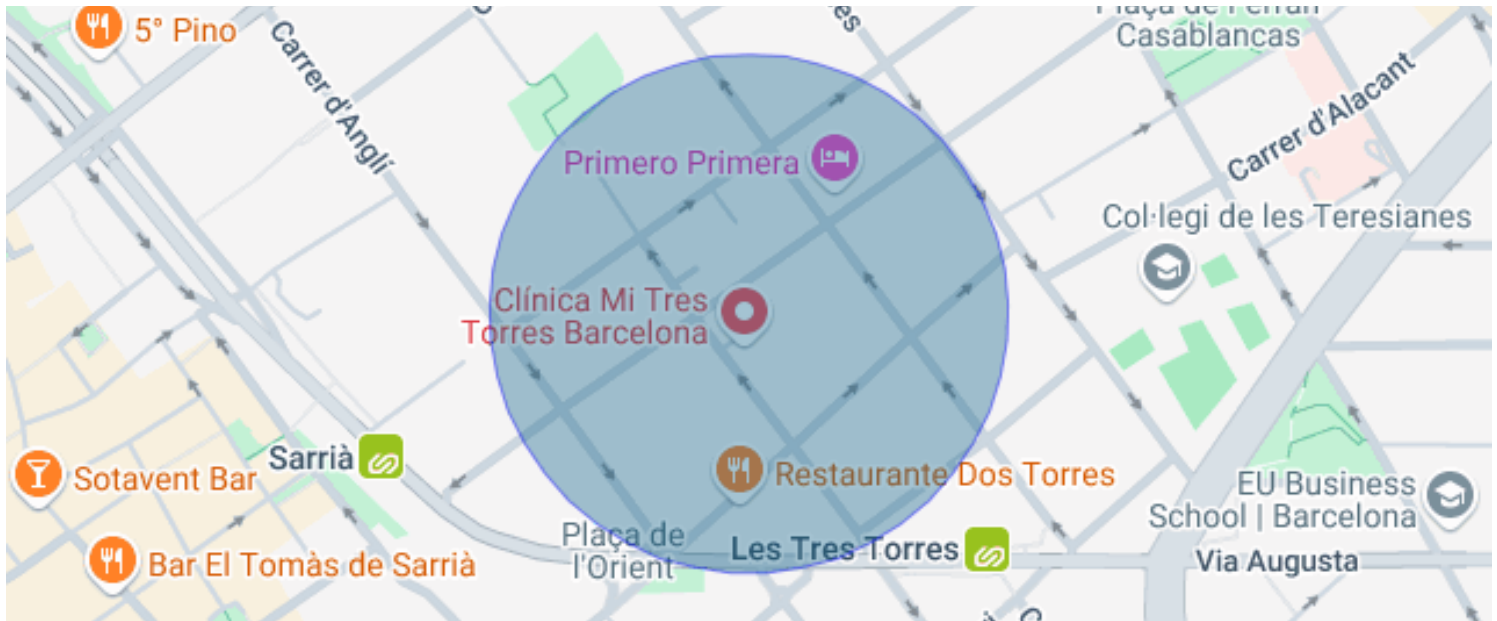 5° Pino
Carrer d'Anglí
Plaça de Ferran
Casablancas
Carrer d'Alacant
Primero Primera
Col·legi de les Teresianes
Clínica Mi Tres
Torres Barcelona
Sarrià
Sotavent Bar
Restaurante Dos Torres
EU Business
School | Barcelona
Plaça de
l'Orient
Les Tres Torres
Via Augusta
Bar El Tomàs de Sarrià